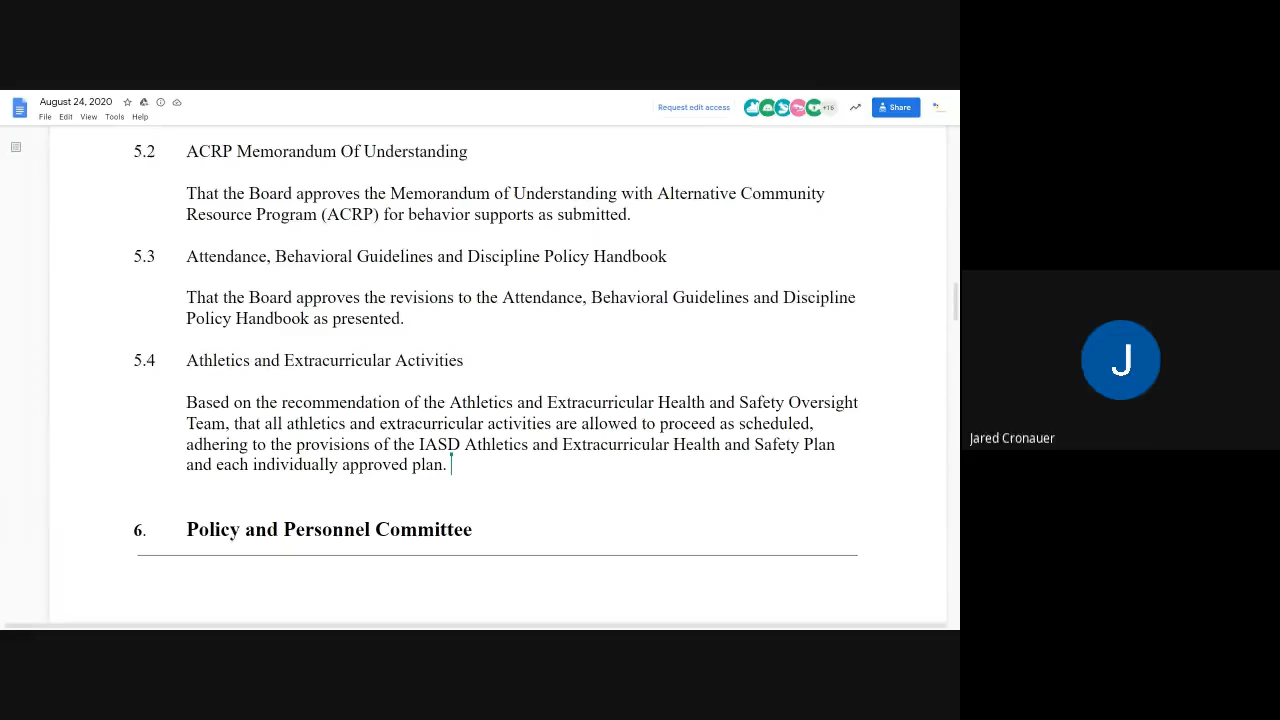 August 24, 2020
File Edit View Tools Help
Request edit access
+16
Share
5.2 ACRP Memorandum Of Understanding
That the Board approves the Memorandum of Understanding with Alternative Community
Resource Program (ACRP) for behavior supports as submitted.
5.3 Attendance, Behavioral Guidelines and Discipline Policy Handbook
That the Board approves the revisions to the Attendance, Behavioral Guidelines and Discipline
Policy Handbook as presented.
5.4 Athletics and Extracurricular Activities
Based on the recommendation of the Athletics and Extracurricular Health and Safety Oversight
Team, that all athletics and extracurricular activities are allowed to proceed as scheduled,
adhering to the provisions of the IASD Athletics and Extracurricular Health and Safety Plan
and each individually approved plan.
6. Policy and Personnel Committee
J
Jared Cronauer